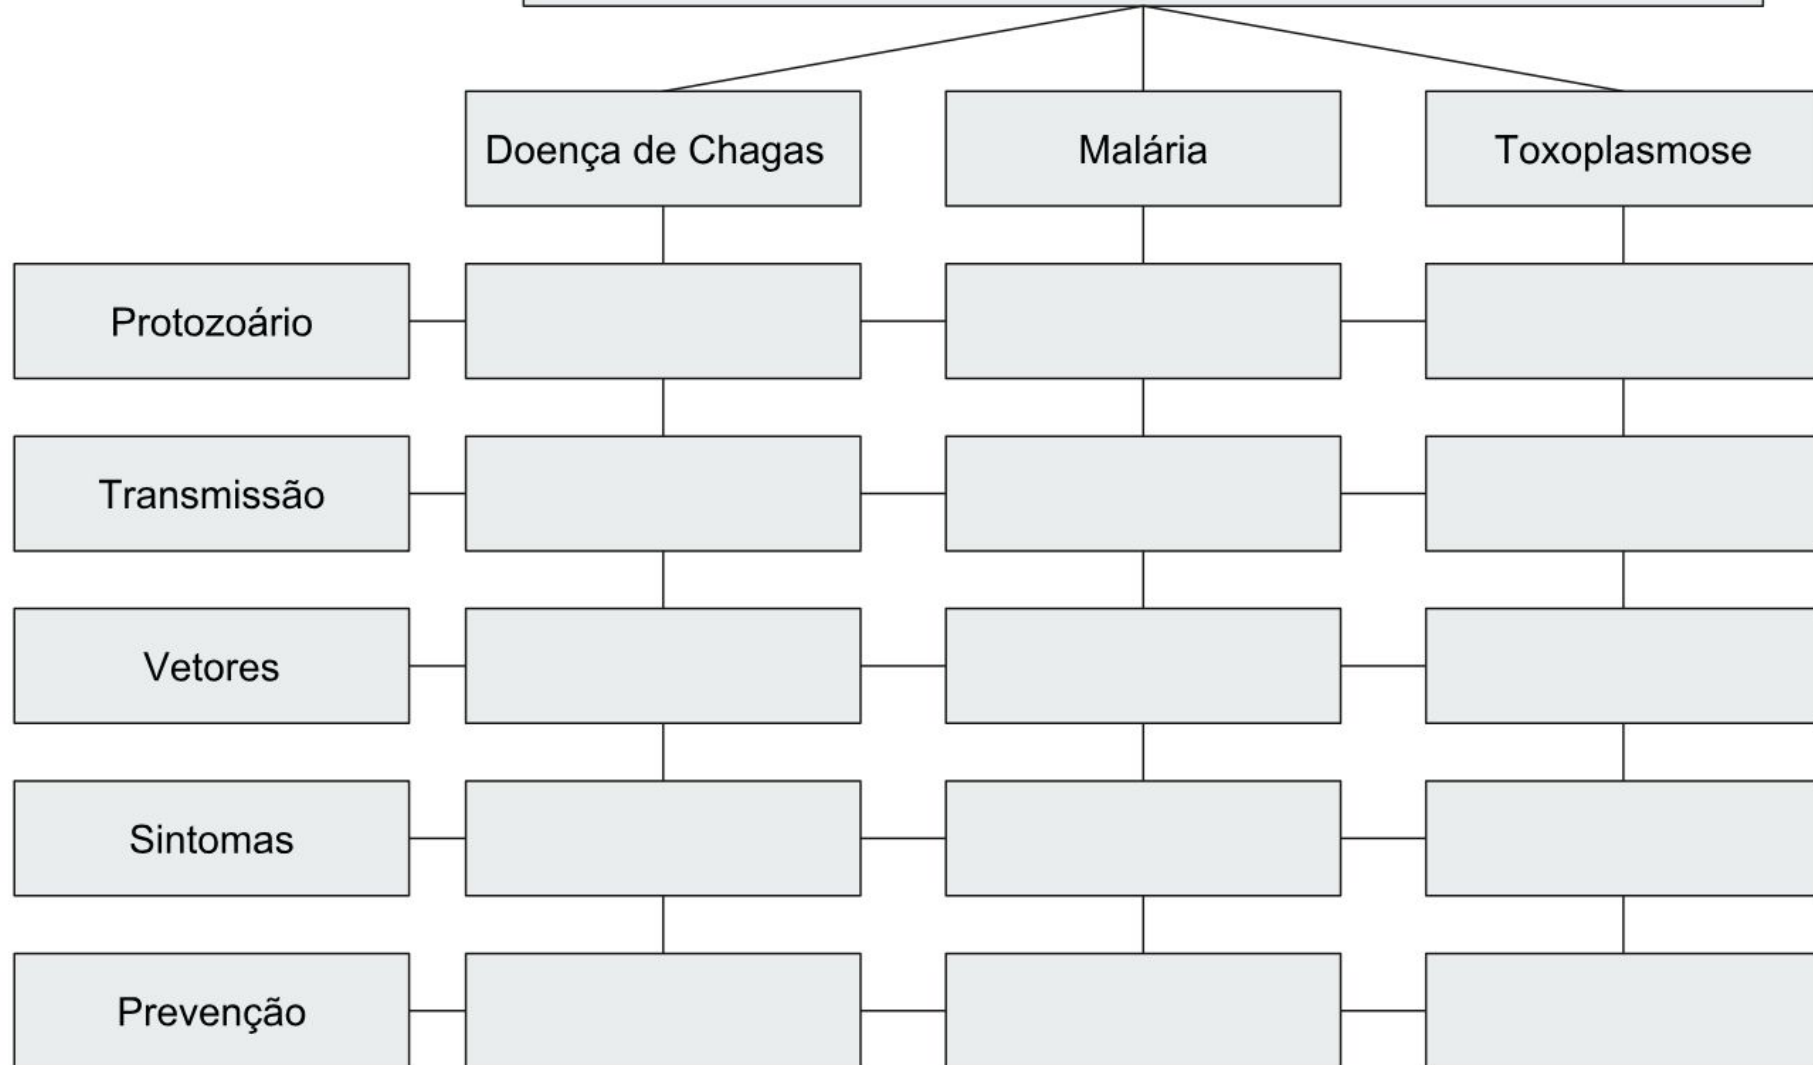 Doença de Chagas
Malária
Toxoplasmose
Protozoário
Transmissão
Vetores
Sintomas
Prevenção